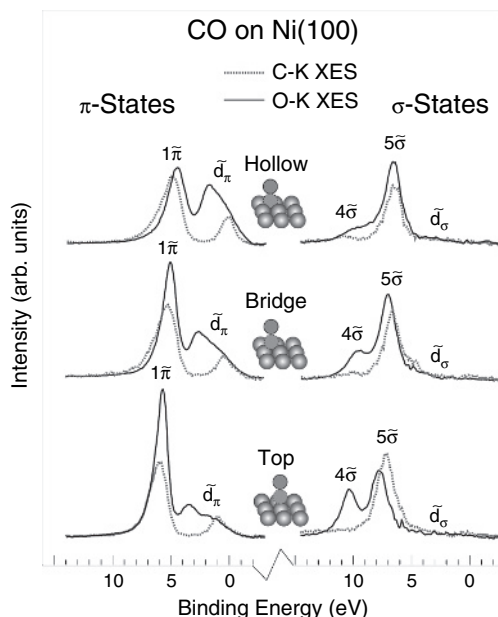 CO on Ni(100)
C-K XES
O-K XES
π-States
σ-States
1π̃
d̃π
Hollow
4σ̃
5σ̃
d̃σ
1π̃
d̃π
Bridge
4σ̃
5σ̃
d̃σ
1π̃
d̃π
Top
4σ̃
5σ̃
d̃σ
Intensity (arb. units)
10 5 0 10 5 0
Binding Energy (eV)